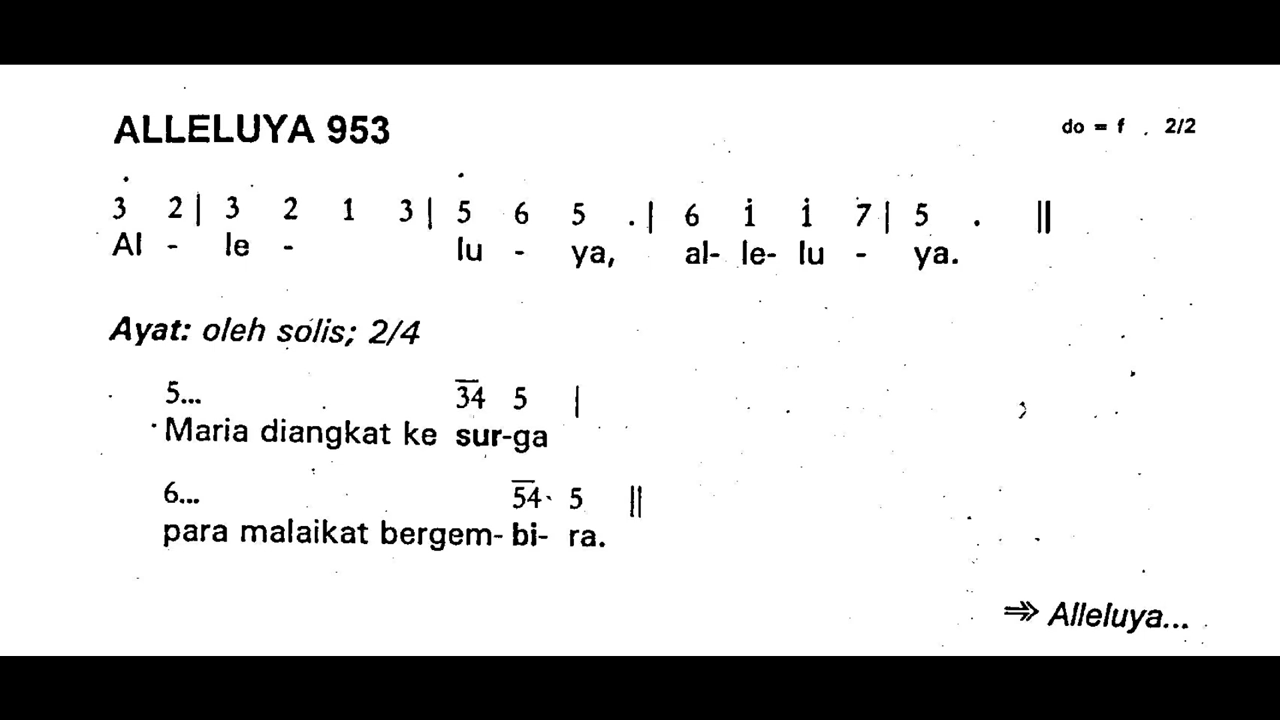 ALLELUYA 953
do = f . 2/2
3 2 | 3 2 1 3 | 5 6 5 . | 6 i i 7 | 5 . ||
Al - le - lu - ya, al- le- lu - ya.
Ayat: oleh solis; 2/4
5... 34 5 |
Maria diangkat ke sur-ga
6... 54 5 ||
para malaikat bergem- bi- ra.
⇒ Alleluya...